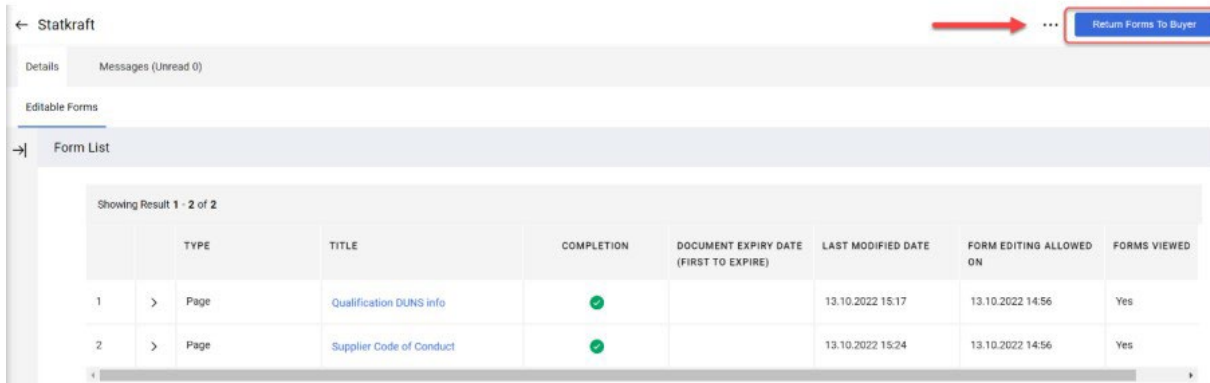 ← Statkraft
... Return Forms To Buyer
Details Messages (Unread 0)
Editable Forms
Form List
Showing Result 1 - 2 of 2
TYPE TITLE COMPLETION DOCUMENT EXPIRY DATE (FIRST TO EXPIRE) LAST MODIFIED DATE FORM EDITING ALLOWED ON FORMS VIEWED
1 > Page Qualification DUNS info 13.10.2022 15:17 13.10.2022 14:56 Yes
2 > Page Supplier Code of Conduct 13.10.2022 15:24 13.10.2022 14:56 Yes